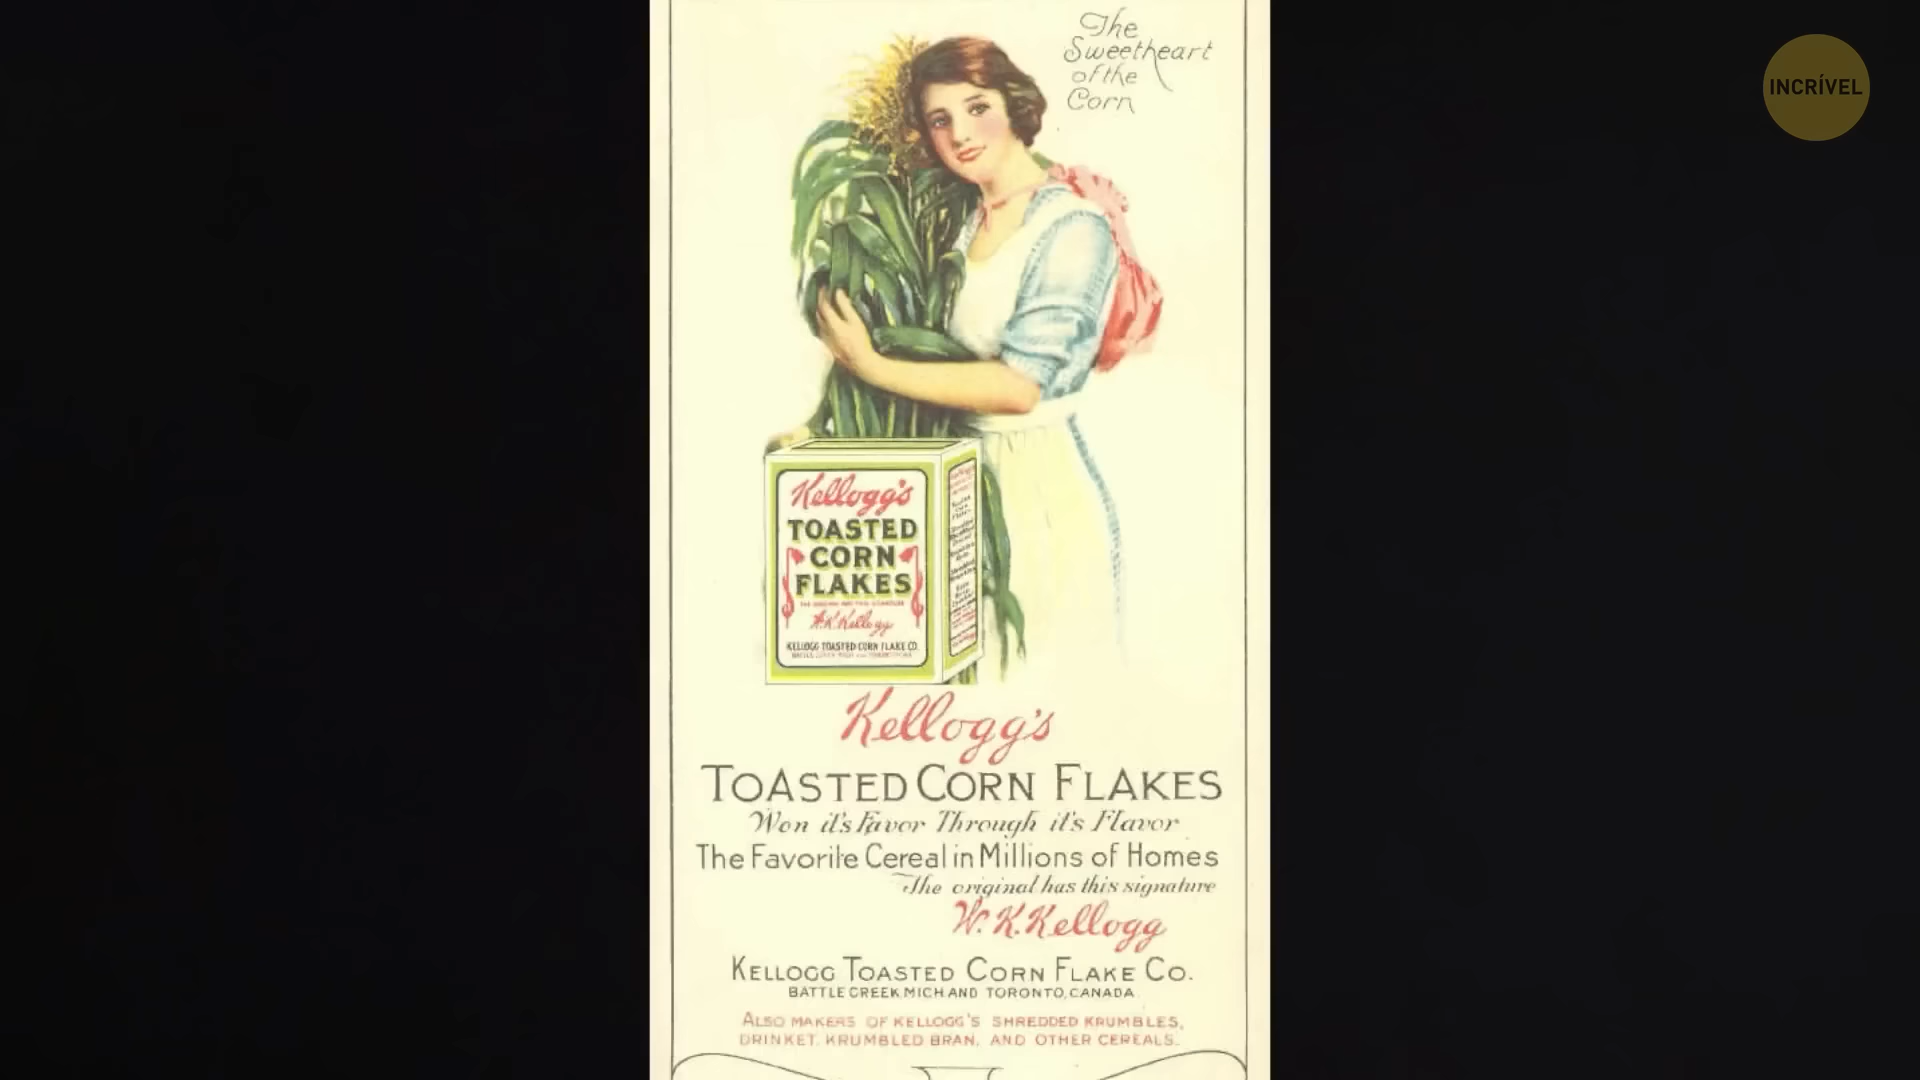 The
Sweetheart
of the
Corn
INCRÍVEL
Kellogg's
TOASTED
CORN
FLAKES
W.K.Kellogg
KELLOGG TOASTED CORN FLAKE CO.
Kellogg's
TOASTED CORN FLAKES
Won it's Favor Through it's Flavor
The Favorite Cereal in Millions of Homes
The original has this signature
W.K.Kellogg
KELLOGG TOASTED CORN FLAKE CO.
BATTLE CREEK, MICH AND TORONTO, CANADA
ALSO MAKERS OF KELLOGG'S SHREDDED KRUMBLES,
DRINKET, KRUMBLED BRAN, AND OTHER CEREALS.